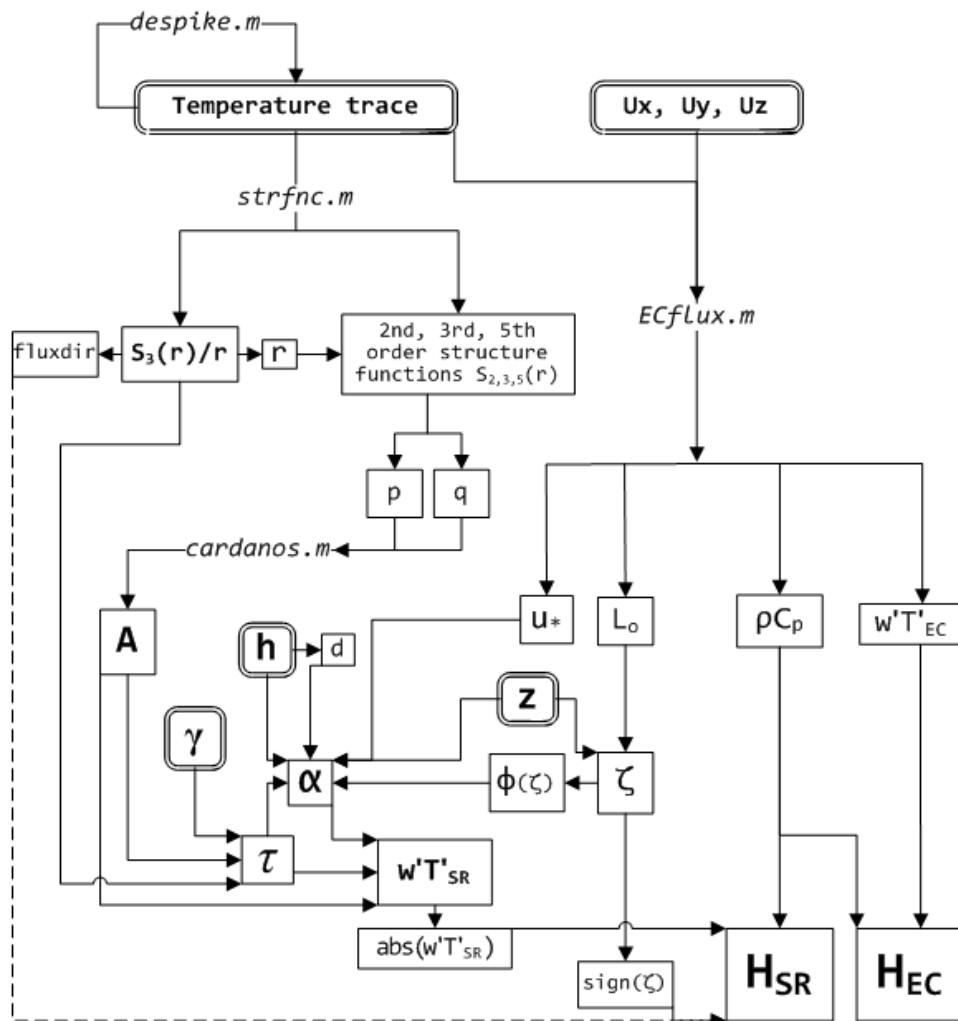 despike.m
Temperature trace
Ux, Uy, Uz
strfnc.m
ECflux.m
fluxdir
S₃(r)/r
r
2nd, 3rd, 5th
order structure
functions S₂,₃,₅(r)
p
q
cardanos.m
A
h
d
u*
Lₒ
ρCₚ
w'T'EC
γ
z
α
ϕ(ζ)
ζ
τ
w'T'SR
abs(w'T'SR)
sign(ζ)
HSR
HEC